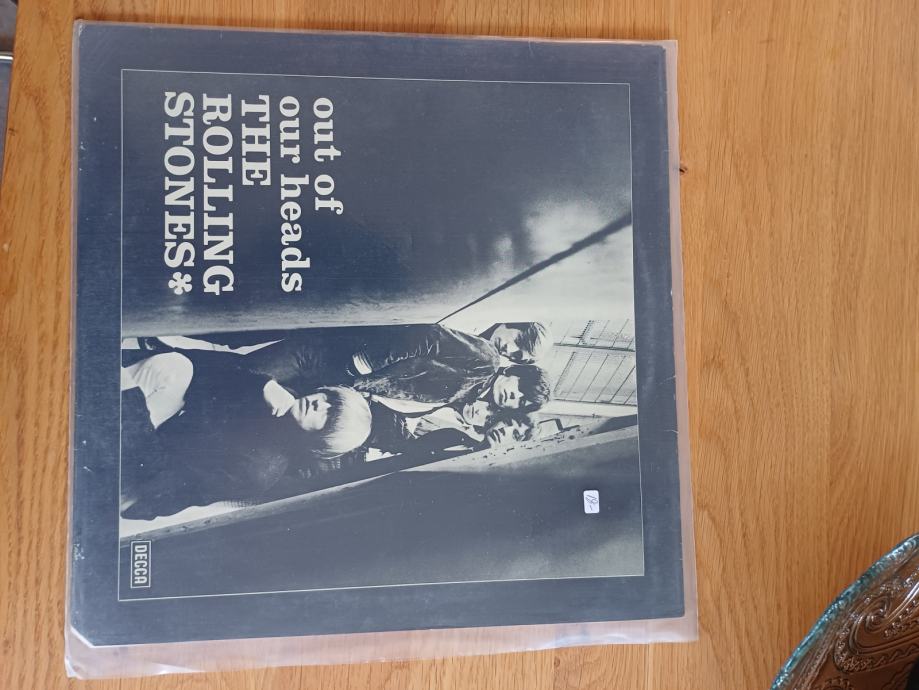 out of
our heads
THE
ROLLING
STONES*
DECCA